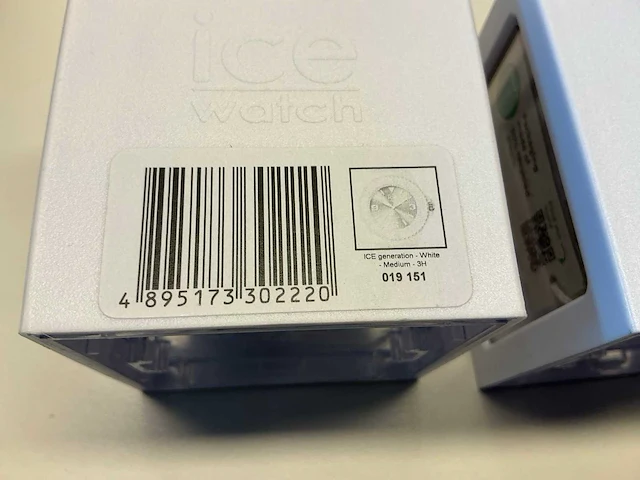 ice
watch
ICE generation - White
- Medium - 3H
019 151
4 895173 302220